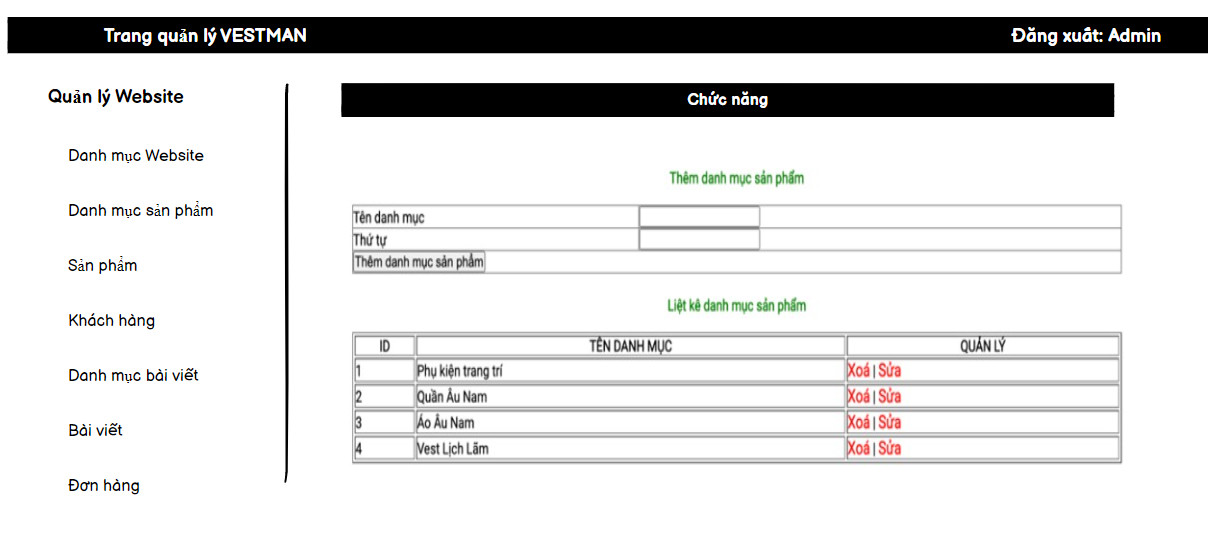 Trang quản lý VESTMAN Đăng xuất: Admin
Quản lý Website
Danh mục Website
Danh mục sản phẩm
Sản phẩm
Khách hàng
Danh mục bài viết
Bài viết
Đơn hàng
Chức năng
Thêm danh mục sản phẩm
Tên danh mục
Thứ tự
Thêm danh mục sản phẩm
Liệt kê danh mục sản phẩm
ID TÊN DANH MỤC QUẢN LÝ
1 Phụ kiện trang trí Xoá | Sửa
2 Quần Âu Nam Xoá | Sửa
3 Áo Âu Nam Xoá | Sửa
4 Vest Lịch Lãm Xoá | Sửa